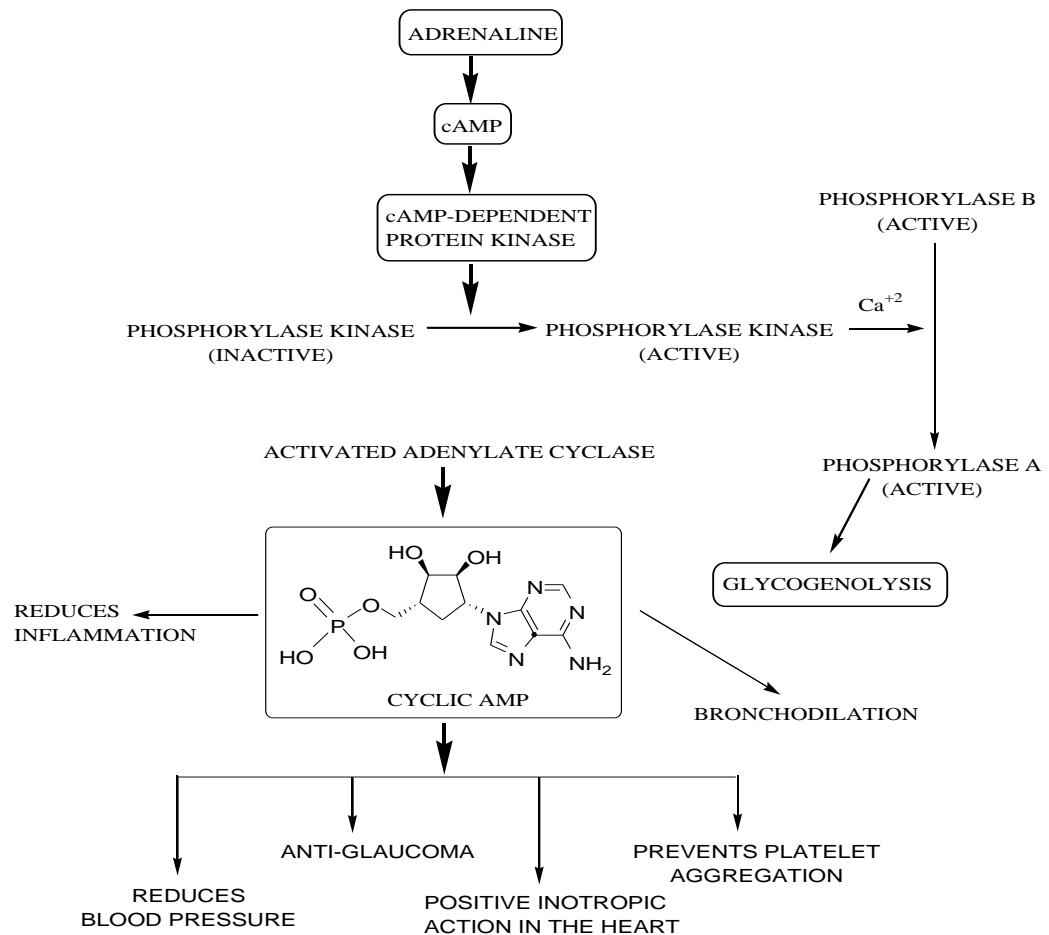 ADRENALINE
cAMP
cAMP-DEPENDENT
PROTEIN KINASE
PHOSPHORYLASE B
(ACTIVE)
Ca+2
PHOSPHORYLASE KINASE
(INACTIVE)
PHOSPHORYLASE KINASE
(ACTIVE)
ACTIVATED ADENYLATE CYCLASE
PHOSPHORYLASE A
(ACTIVE)
GLYCOGENOLYSIS
HO
OH
O
P
O
HO
OH
N
N
N
N
NH2
CYCLIC AMP
REDUCES
INFLAMMATION
BRONCHODILATION
ANTI-GLAUCOMA
PREVENTS PLATELET
AGGREGATION
REDUCES
BLOOD PRESSURE
POSITIVE INOTROPIC
ACTION IN THE HEART